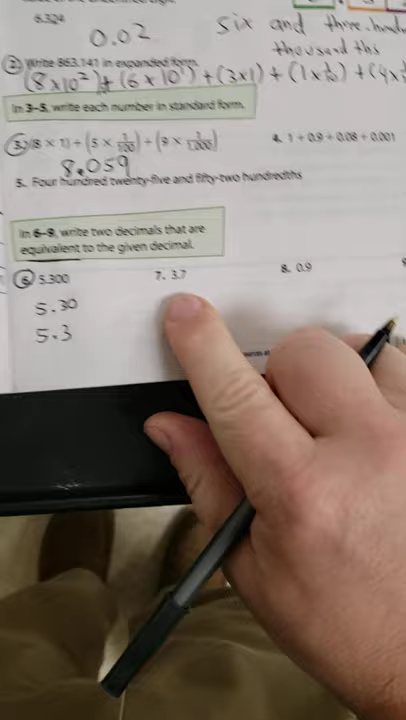 6.324
0.02
six and three hundred
thousand ths
2 Write 863.141 in expanded form.
(8 x 10²) + (6 x 10¹) + (3x1) + (1 x 1/10) + (4x
In 3–5, write each number in standard form.
3. (8 × 1) + (5 × 1/100) + (9 × 1/1,000)
4. 1 + 0.9 + 0.08 + 0.001
8.059
5. Four hundred twenty-five and fifty-two hundredths
In 6–9, write two decimals that are
equivalent to the given decimal.
6 5.300
7. 3.7
8. 0.9
5.30
5.3